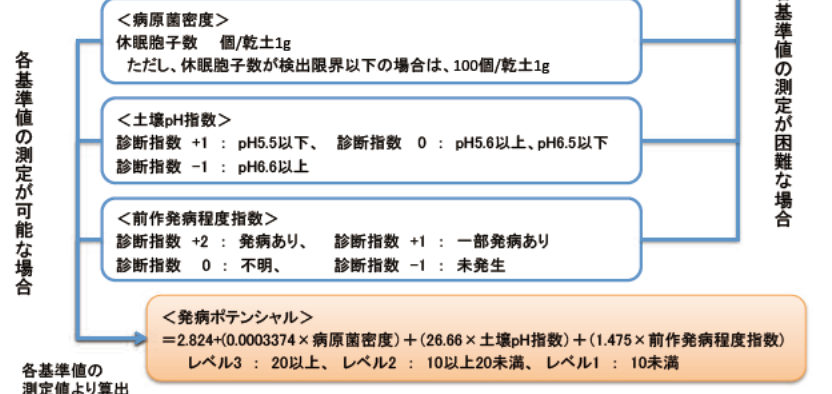 ＜病原菌密度＞
休眠胞子数　個/乾土1g
ただし、休眠胞子数が検出限界以下の場合は、100個/乾土1g
＜土壌pH指数＞
診断指数 +1 ： pH5.5以下、 診断指数 0 ： pH5.6以上、pH6.5以下
診断指数 −1 ： pH6.6以上
＜前作発病程度指数＞
診断指数 +2 ： 発病あり、 診断指数 +1 ： 一部発病あり
診断指数 0 ： 不明、 診断指数 −1 ： 未発生
＜発病ポテンシャル＞
＝2.824+(0.0003374×病原菌密度)＋(26.66×土壌pH指数)＋(1.475×前作発病程度指数)
レベル3 ： 20以上、 レベル2 ： 10以上20未満、 レベル1 ： 10未満
各基準値の測定が可能な場合
基準値の測定が困難な場合
各基準値の
測定値より算出